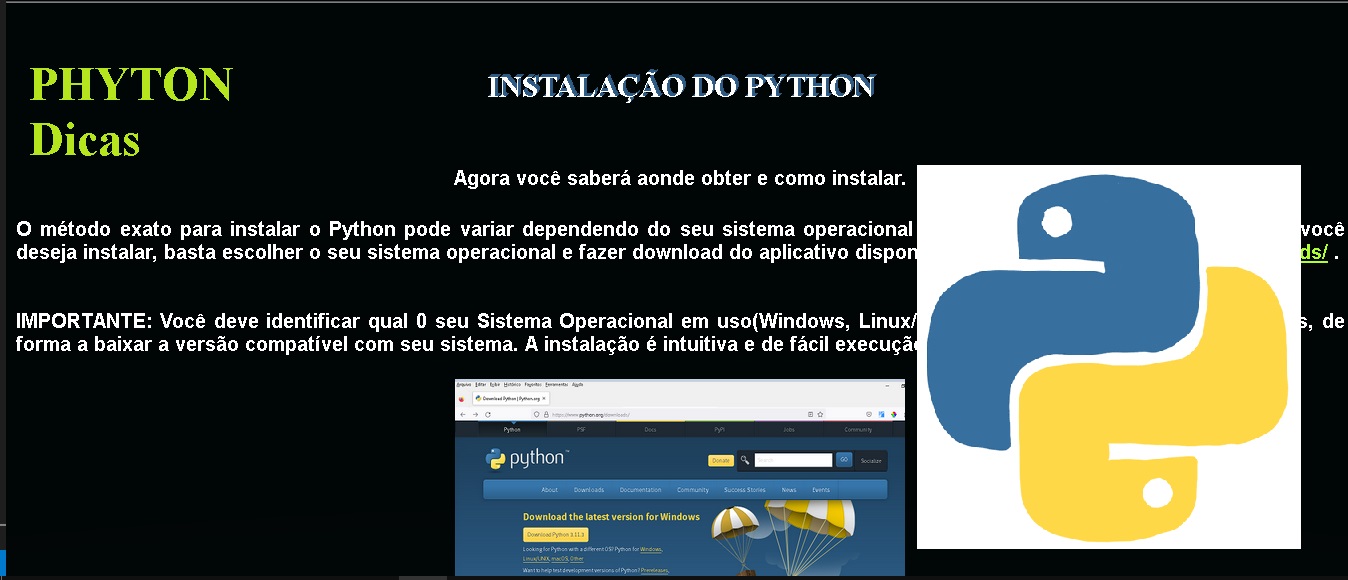 PHYTON
Dicas
INSTALAÇÃO DO PYTHON
Agora você saberá aonde obter e como instalar.
O método exato para instalar o Python pode variar dependendo do seu sistema operacional você
deseja instalar, basta escolher o seu sistema operacional e fazer download do aplicativo dispon ds/ .
IMPORTANTE: Você deve identificar qual 0 seu Sistema Operacional em uso(Windows, Linux/ s, de
forma a baixar a versão compatível com seu sistema. A instalação é intuitiva e de fácil execução
Arquivo Editar Exibir Histórico Favoritos Ferramentas Ajuda
Download Python | Python.org
https://www.python.org/downloads/
Python PSF Docs PyPI Jobs Community
python™
Donate GO Socialize
About Downloads Documentation Community Success Stories News Events
Download the latest version for Windows
Download Python 3.11.3
Looking for Python with a different OS? Python for Windows,
Linux/UNIX, macOS, Other
Want to help test development versions of Python? Prereleases,